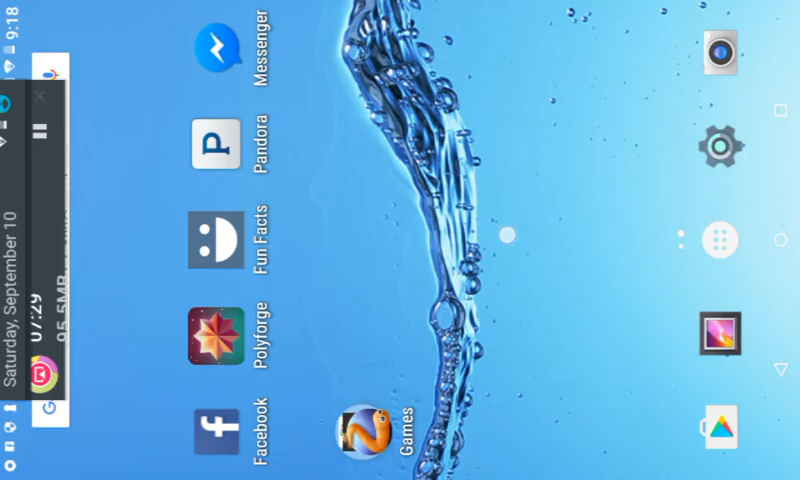 9:18
Saturday, September 10
07:29
95.5MB
G
Facebook
Polyforge
Fun Facts
P
Pandora
Messenger
Games